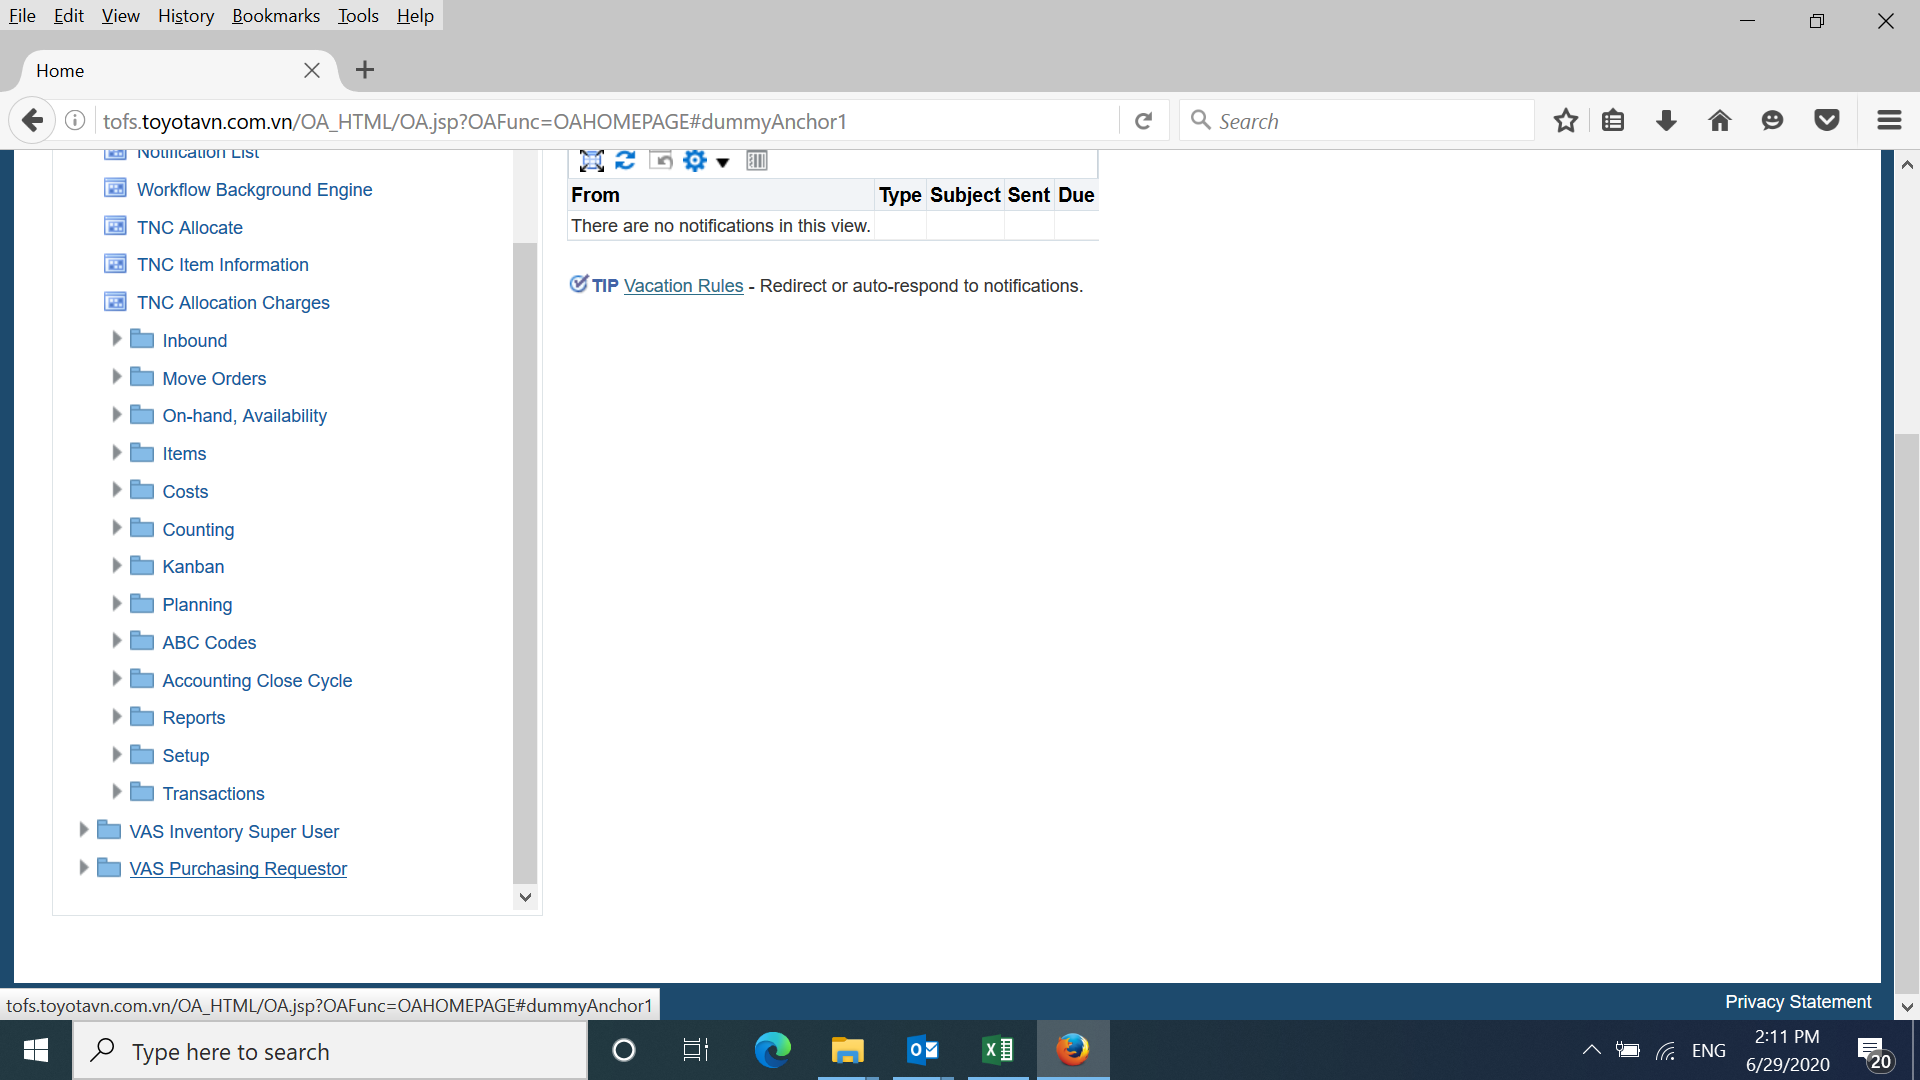 File Edit View History Bookmarks Tools Help
Home
tofs.toyotavn.com.vn/OA_HTML/OA.jsp?OAFunc=OAHOMEPAGE#dummyAnchor1
Search
Notification List
Workflow Background Engine
TNC Allocate
TNC Item Information
TNC Allocation Charges
Inbound
Move Orders
On-hand, Availability
Items
Costs
Counting
Kanban
Planning
ABC Codes
Accounting Close Cycle
Reports
Setup
Transactions
VAS Inventory Super User
VAS Purchasing Requestor
From Type Subject Sent Due
There are no notifications in this view.
TIP Vacation Rules - Redirect or auto-respond to notifications.
tofs.toyotavn.com.vn/OA_HTML/OA.jsp?OAFunc=OAHOMEPAGE#dummyAnchor1
Privacy Statement
Type here to search
ENG
2:11 PM
6/29/2020
20